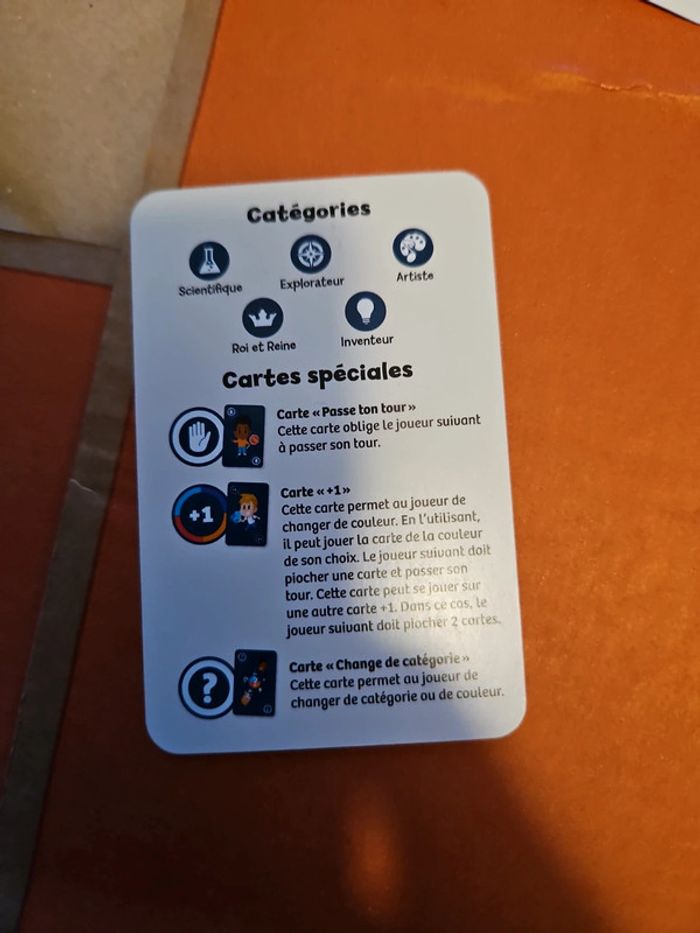 Catégories
Scientifique
Explorateur
Artiste
Roi et Reine
Inventeur
Cartes spéciales
Carte « Passe ton tour »
Cette carte oblige le joueur suivant
à passer son tour.
+1
Carte « +1 »
Cette carte permet au joueur de
changer de couleur. En l'utilisant,
il peut jouer la carte de la couleur
de son choix. Le joueur suivant doit
piocher une carte et passer son
tour. Cette carte peut se jouer sur
une autre carte +1. Dans ce cas, le
joueur suivant doit piocher 2 cartes.
?
Carte « Change de catégorie »
Cette carte permet au joueur de
changer de catégorie ou de couleur.